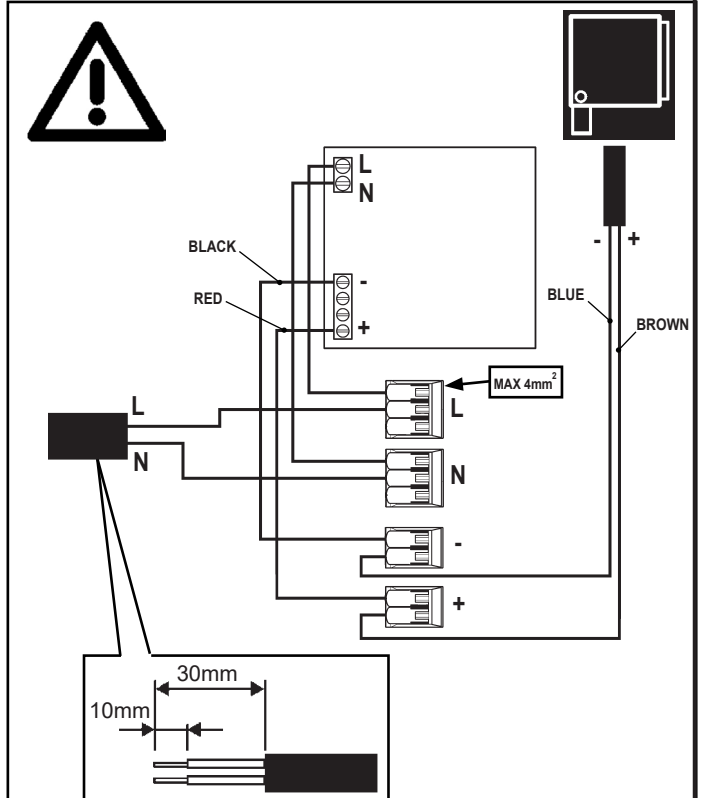 L
N
BLACK
-
RED
+
- +
BLUE
BROWN
MAX 4mm²
L
L
N
N
-
+
30mm
10mm